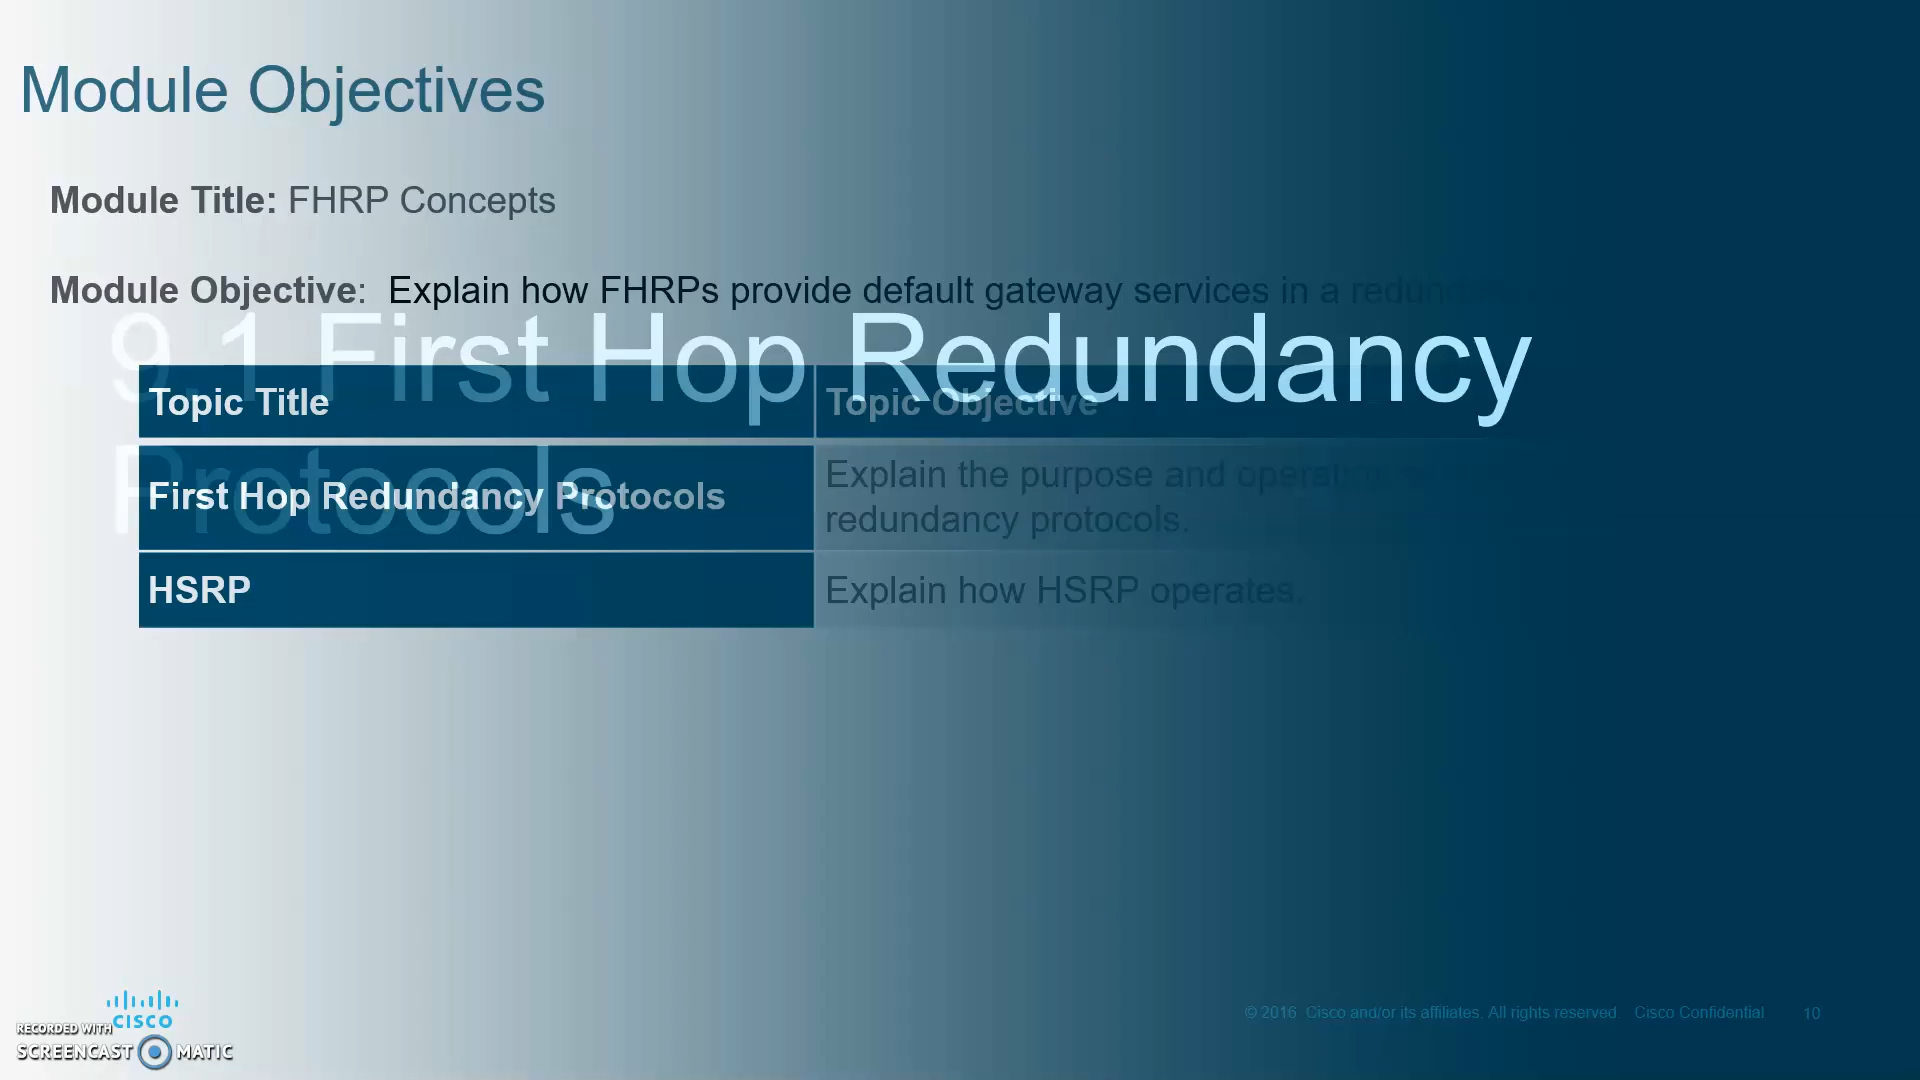 Module Objectives
Module Title: FHRP Concepts
Module Objective: Explain how FHRPs provide default gateway services in a
9.1 First Hop Redundancy
Protocols
Topic Title
Topic Objective
First Hop Redundancy Protocols
Explain the purpose and
redundancy protocols.
HSRP
Explain how HSRP operates.
CISCO
RECORDED WITH
SCREENCAST MATIC
© 2016 Cisco and/or its affiliates. All rights reserved. Cisco Confidential
10